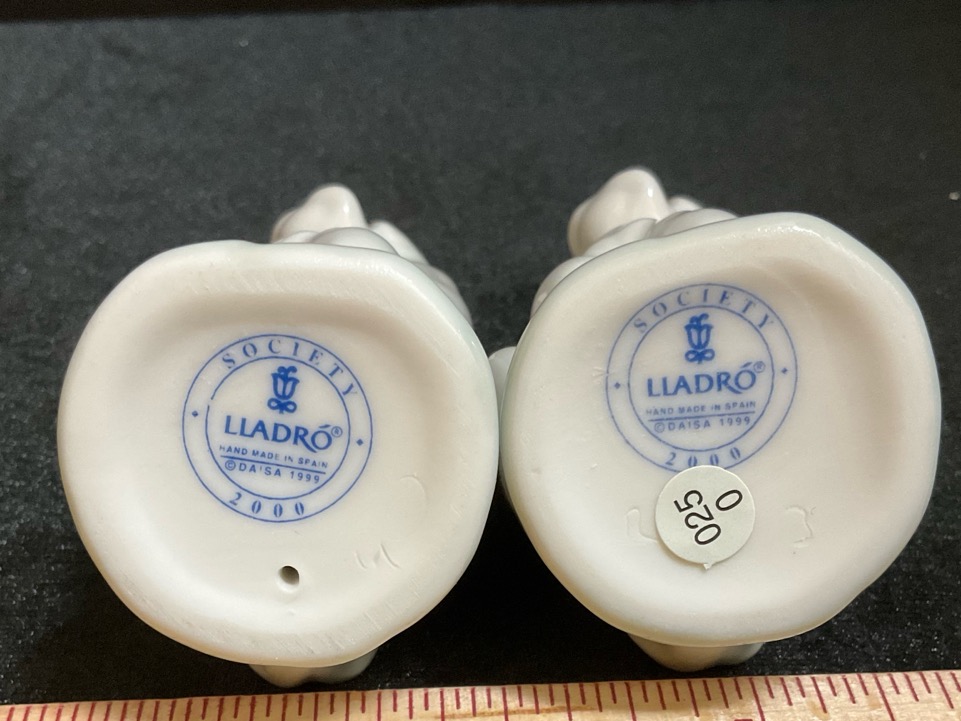 SOCIETY
LLADRÓ®
HAND MADE IN SPAIN
© DAISA 1999
2000
SOCIETY
LLADRÓ®
HAND MADE IN SPAIN
© DAISA 1999
2000
025
0